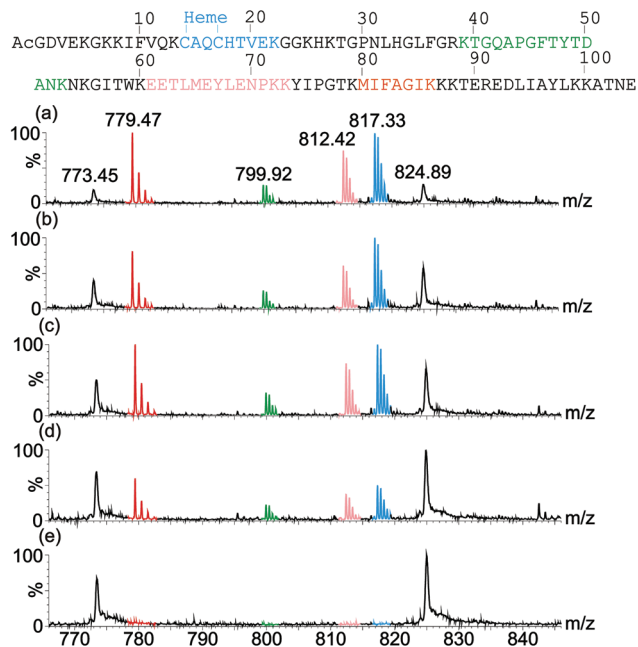 10 Heme 20 30 40 50
AcGDVEKGKKIFVQKCAQCHTVEKGGKHKTGPNLHGLFGRKTGQAPGFTYTD
60 70 80 90 100
ANKNKGITWKEETLMEYLENPKKYIPGTKMIFAGIKKKTEREDLIAYLKKATNE
(a)
779.47 817.33
812.42
100 773.45 799.92 824.89
%
0 m/z
(b)
100
%
0 m/z
(c)
100
%
0 m/z
(d)
100
%
0 m/z
(e)
100
%
0 m/z
770 780 790 800 810 820 830 840